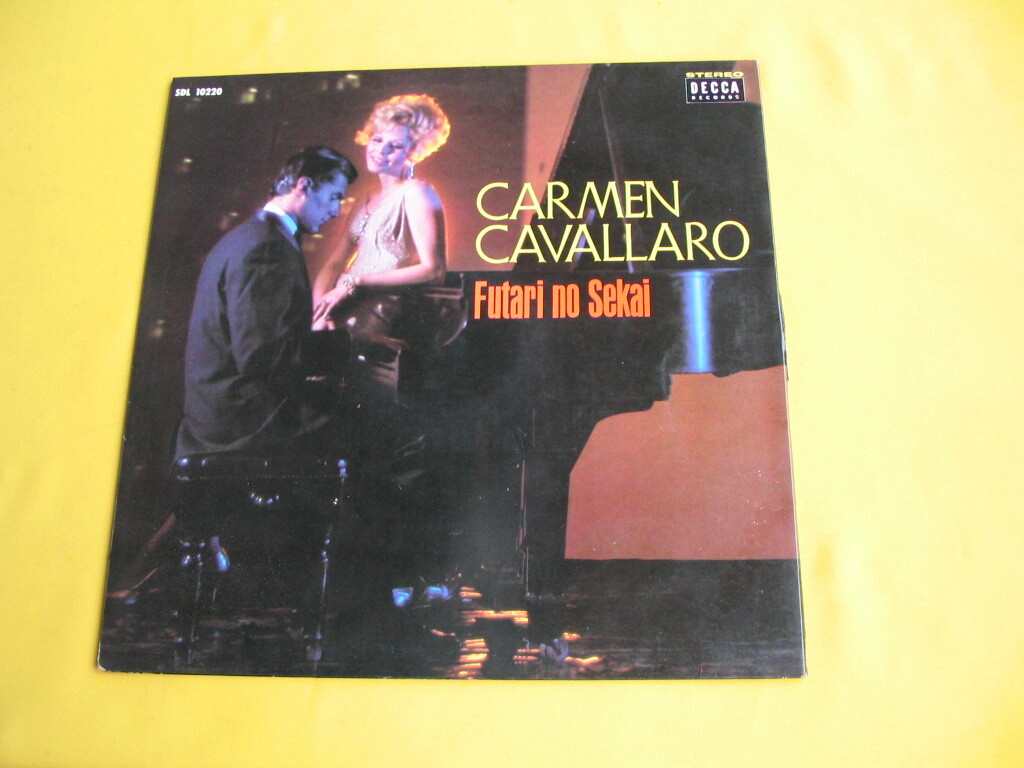 SDL 10220
STEREO
DECCA
RECORDS
CARMEN
CAVALLARO
Futari no Sekai